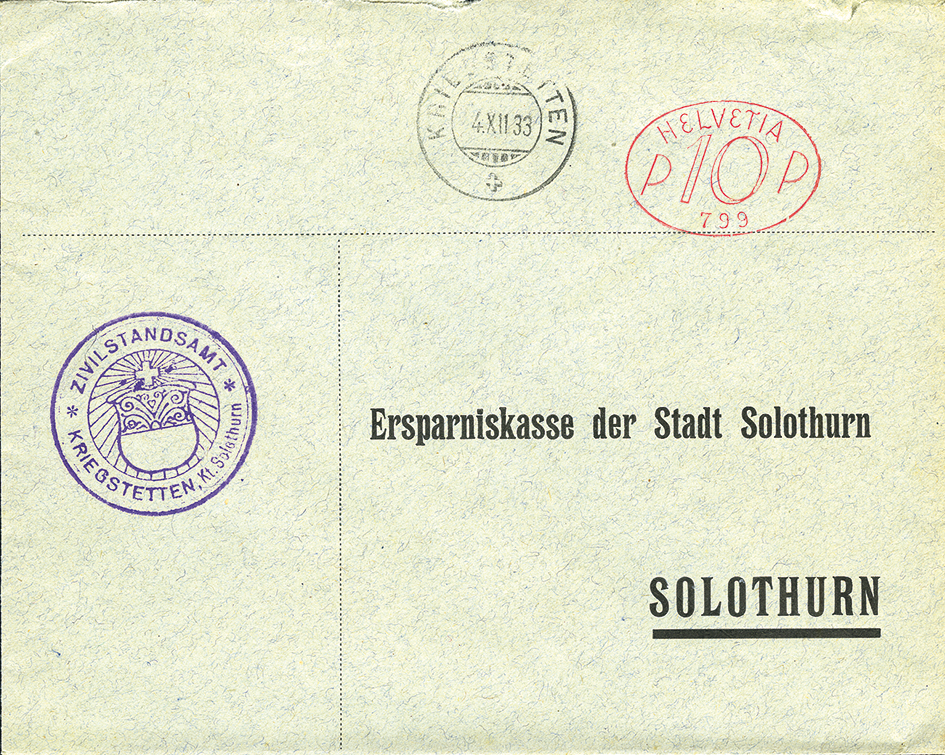 KRIEGSTETTEN
4.XII.33
HELVETIA
P 10 P
799
* ZIVILSTANDSAMT *
KRIEGSTETTEN, Kt. Solothurn
Ersparniskasse der Stadt Solothurn
SOLOTHURN